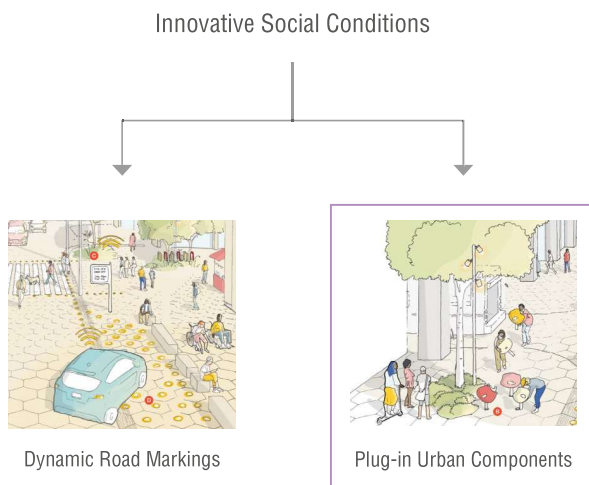 Innovative Social Conditions
Dynamic Road Markings
Plug-in Urban Components